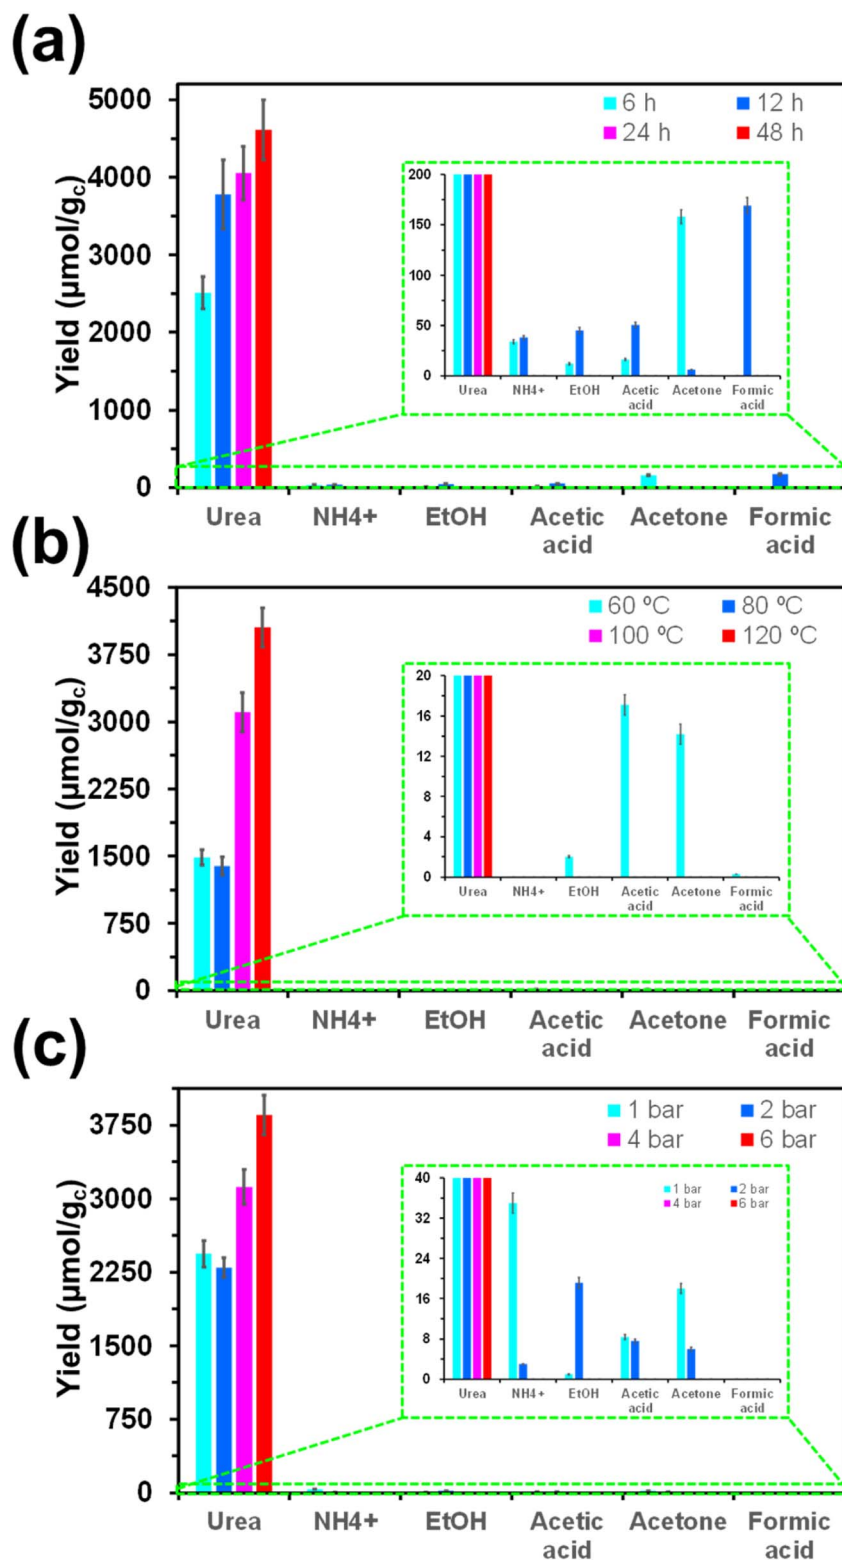 (a)
Yield (µmol/gc)
5000
4000
3000
2000
1000
0
6 h 12 h
24 h 48 h
200
150
100
50
0
Urea NH4+ EtOH Acetic acid Acetone Formic acid
Urea NH4+ EtOH Acetic acid Acetone Formic acid
(b)
Yield (µmol/gc)
4500
3750
3000
2250
1500
750
0
60 ºC 80 ºC
100 ºC 120 ºC
20
16
12
8
4
0
Urea NH4+ EtOH Acetic acid Acetone Formic acid
Urea NH4+ EtOH Acetic acid Acetone Formic acid
(c)
Yield (µmol/gc)
3750
3000
2250
1500
750
0
1 bar 2 bar
4 bar 6 bar
40
32
24
16
8
0
1 bar 2 bar
4 bar 6 bar
Urea NH4+ EtOH Acetic acid Acetone Formic acid
Urea NH4+ EtOH Acetic acid Acetone Formic acid